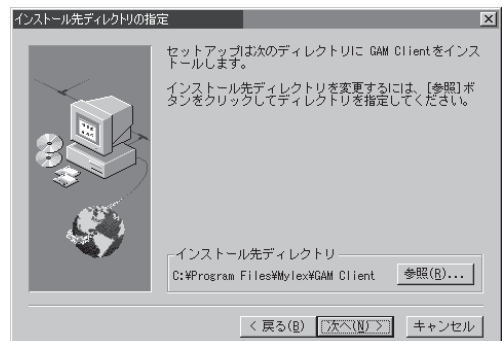 インストール先ディレクトリの指定
セットアップは次のディレクトリに GAM Clientをインス
トールします。
インストール先ディレクトリを変更するには、[参照]ボ
タンをクリックしてディレクトリを指定してください。
インストール先ディレクトリ
C:¥Program Files¥Mylex¥GAM Client
参照(R)...
< 戻る(B)
次へ(N) >
キャンセル